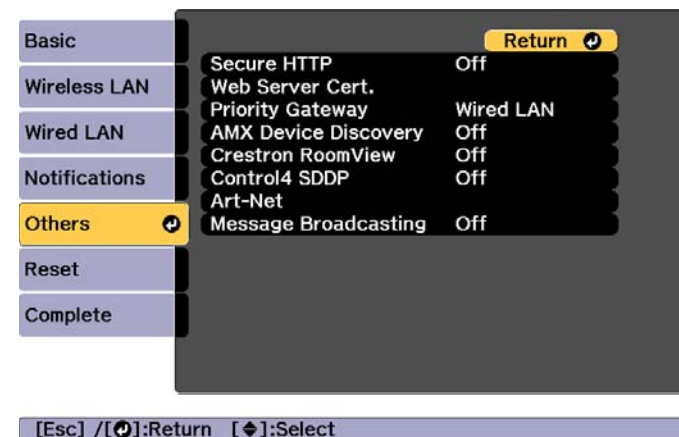 Basic
Wireless LAN
Wired LAN
Notifications
Others
Reset
Complete
Return
Secure HTTP Off
Web Server Cert.
Priority Gateway Wired LAN
AMX Device Discovery Off
Crestron RoomView Off
Control4 SDDP Off
Art-Net
Message Broadcasting Off
[Esc] /[⏎]:Return [◆]:Select